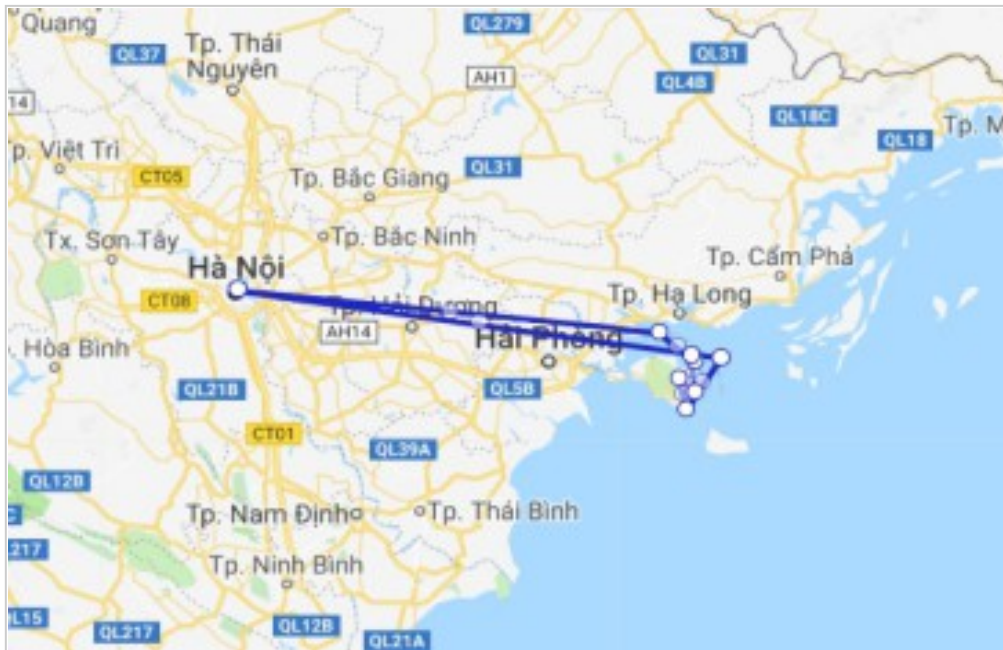 Quang
QL279
QL37
Tp. Thái
Nguyên
AH1
QL31
QL4B
14
QL18C
QL18
Tp. M
p. Việt Trì
CT05
QL31
Tp. Bắc Giang
Tx. Sơn Tây
Tp. Bắc Ninh
Tp. Cẩm Phả
Hà Nội
CT08
Tp. Hải Dương
Tp. Hạ Long
AH14
Hải Phòng
. Hòa Bình
QL21B
QL5B
CT01
QL39A
QL12B
C
Tp. Nam Định
Tp. Thái Bình
217
Tp. Ninh Bình
L15
QL217
QL12B
QL21A